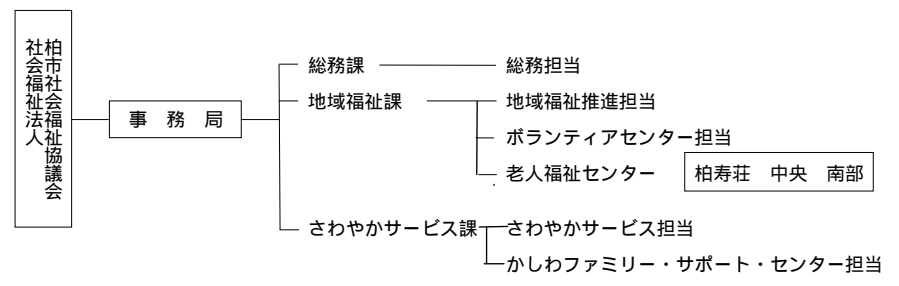 社会福祉法人
柏市社会福祉協議会
事　務　局
総務課
総務担当
地域福祉課
地域福祉推進担当
ボランティアセンター担当
老人福祉センター
柏寿荘　中央　南部
さわやかサービス課
さわやかサービス担当
かしわファミリー・サポート・センター担当